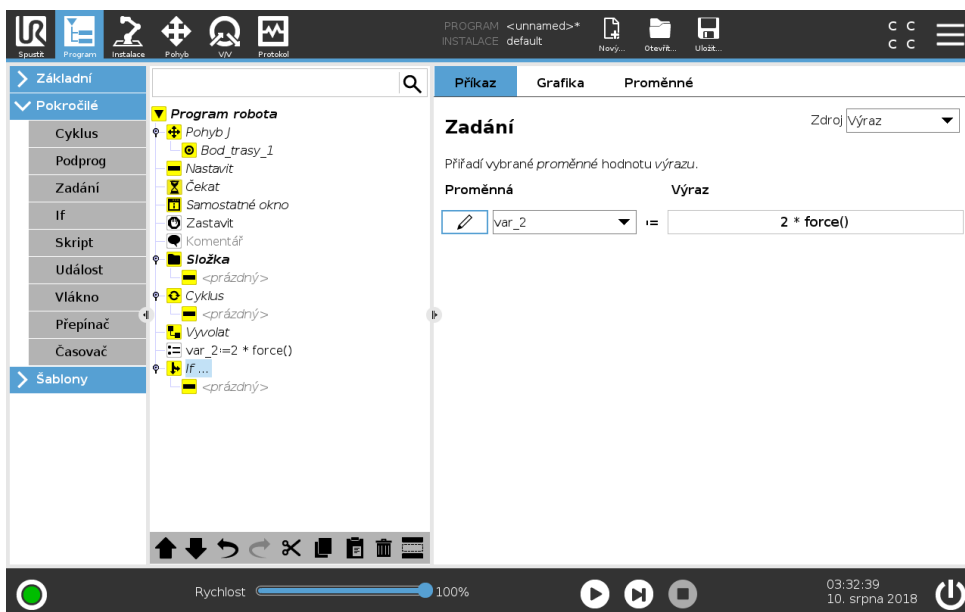 UR
PROGRAM <unnamed>*
INSTALACE default
C C
C C
Spustit Program Instalace Pohyb V/V Protokol Nový... Otevřít... Uložit...
Základní
Pokročilé
Cyklus
Podprog
Zadání
If
Skript
Událost
Vlákno
Přepínač
Časovač
Šablony
Program robota
Pohyb J
Bod_trasy_1
Nastavit
Čekat
Samostatné okno
Zastavit
Komentář
Složka
<prázdný>
Cyklus
<prázdný>
Vyvolat
var_2:=2 * force()
If ...
<prázdný>
Příkaz Grafika Proměnné
Zadání
Zdroj Výraz
Přiřadí vybrané proměnné hodnotu výrazu.
Proměnná Výraz
var_2 := 2 * force()
Rychlost 100%
03:32:39
10. srpna 2018